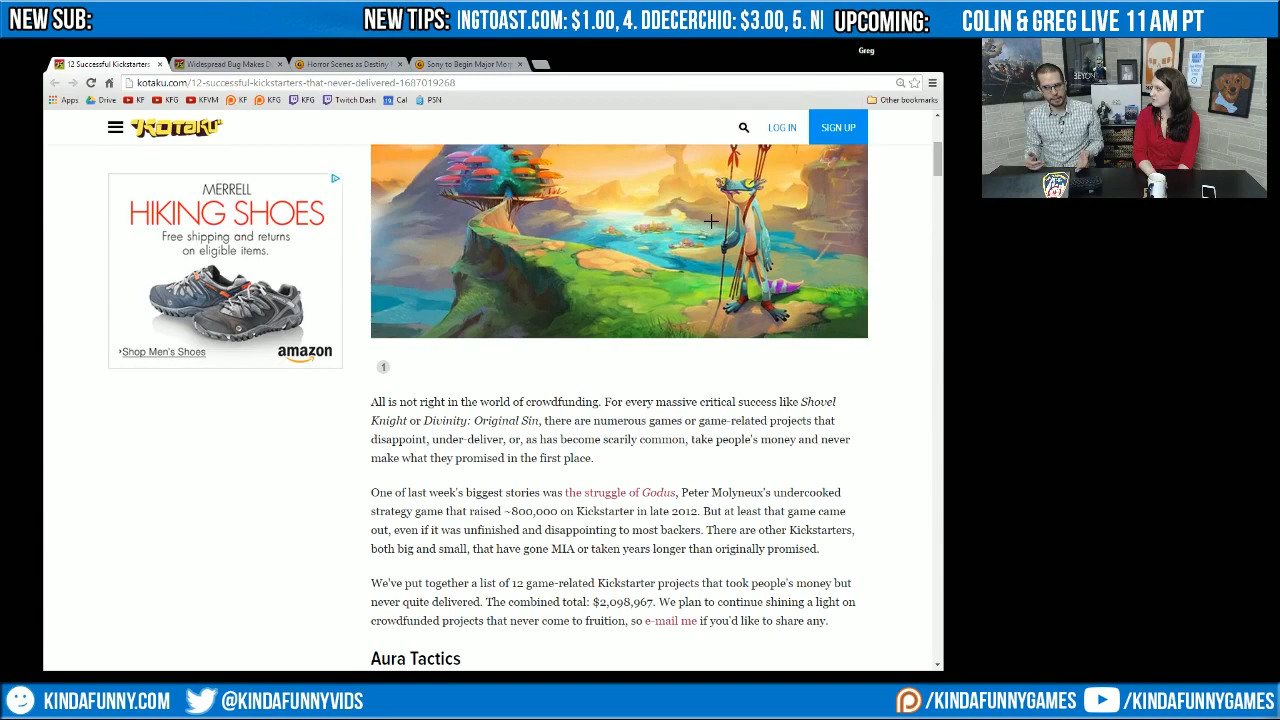 NEW SUB:
NEW TIPS: INGTOAST.COM: $1.00, 4. DDECERCHIO: $3.00, 5. NI
UPCOMING: COLIN & GREG LIVE 11 AM PT
Greg
12 Successful Kickstarters
Widespread Bug Makes D
Horror Scenes as Destiny
Sony to Begin Major Mor
kotaku.com/12-successful-kickstarters-that-never-delivered-1687019268
Apps Drive KF KFG KFVM KF KFG KFG Twitch Dash Cal PSN Other bookmarks
KOTAKU
LOG IN
SIGN UP
MERRELL
HIKING SHOES
Free shipping and returns
on eligible items.
Shop Men's Shoes
amazon
BEYON
1
All is not right in the world of crowdfunding. For every massive critical success like Shovel
Knight or Divinity: Original Sin, there are numerous games or game-related projects that
disappoint, under-deliver, or, as has become scarily common, take people's money and never
make what they promised in the first place.
One of last week's biggest stories was the struggle of Godus, Peter Molyneux's undercooked
strategy game that raised ~800,000 on Kickstarter in late 2012. But at least that game came
out, even if it was unfinished and disappointing to most backers. There are other Kickstarters,
both big and small, that have gone MIA or taken years longer than originally promised.
We've put together a list of 12 game-related Kickstarter projects that took people's money but
never quite delivered. The combined total: $2,098,967. We plan to continue shining a light on
crowdfunded projects that never come to fruition, so e-mail me if you'd like to share any.
Aura Tactics
KINDAFUNNY.COM
@KINDAFUNNYVIDS
/KINDAFUNNYGAMES
/KINDAFUNNYGAMES